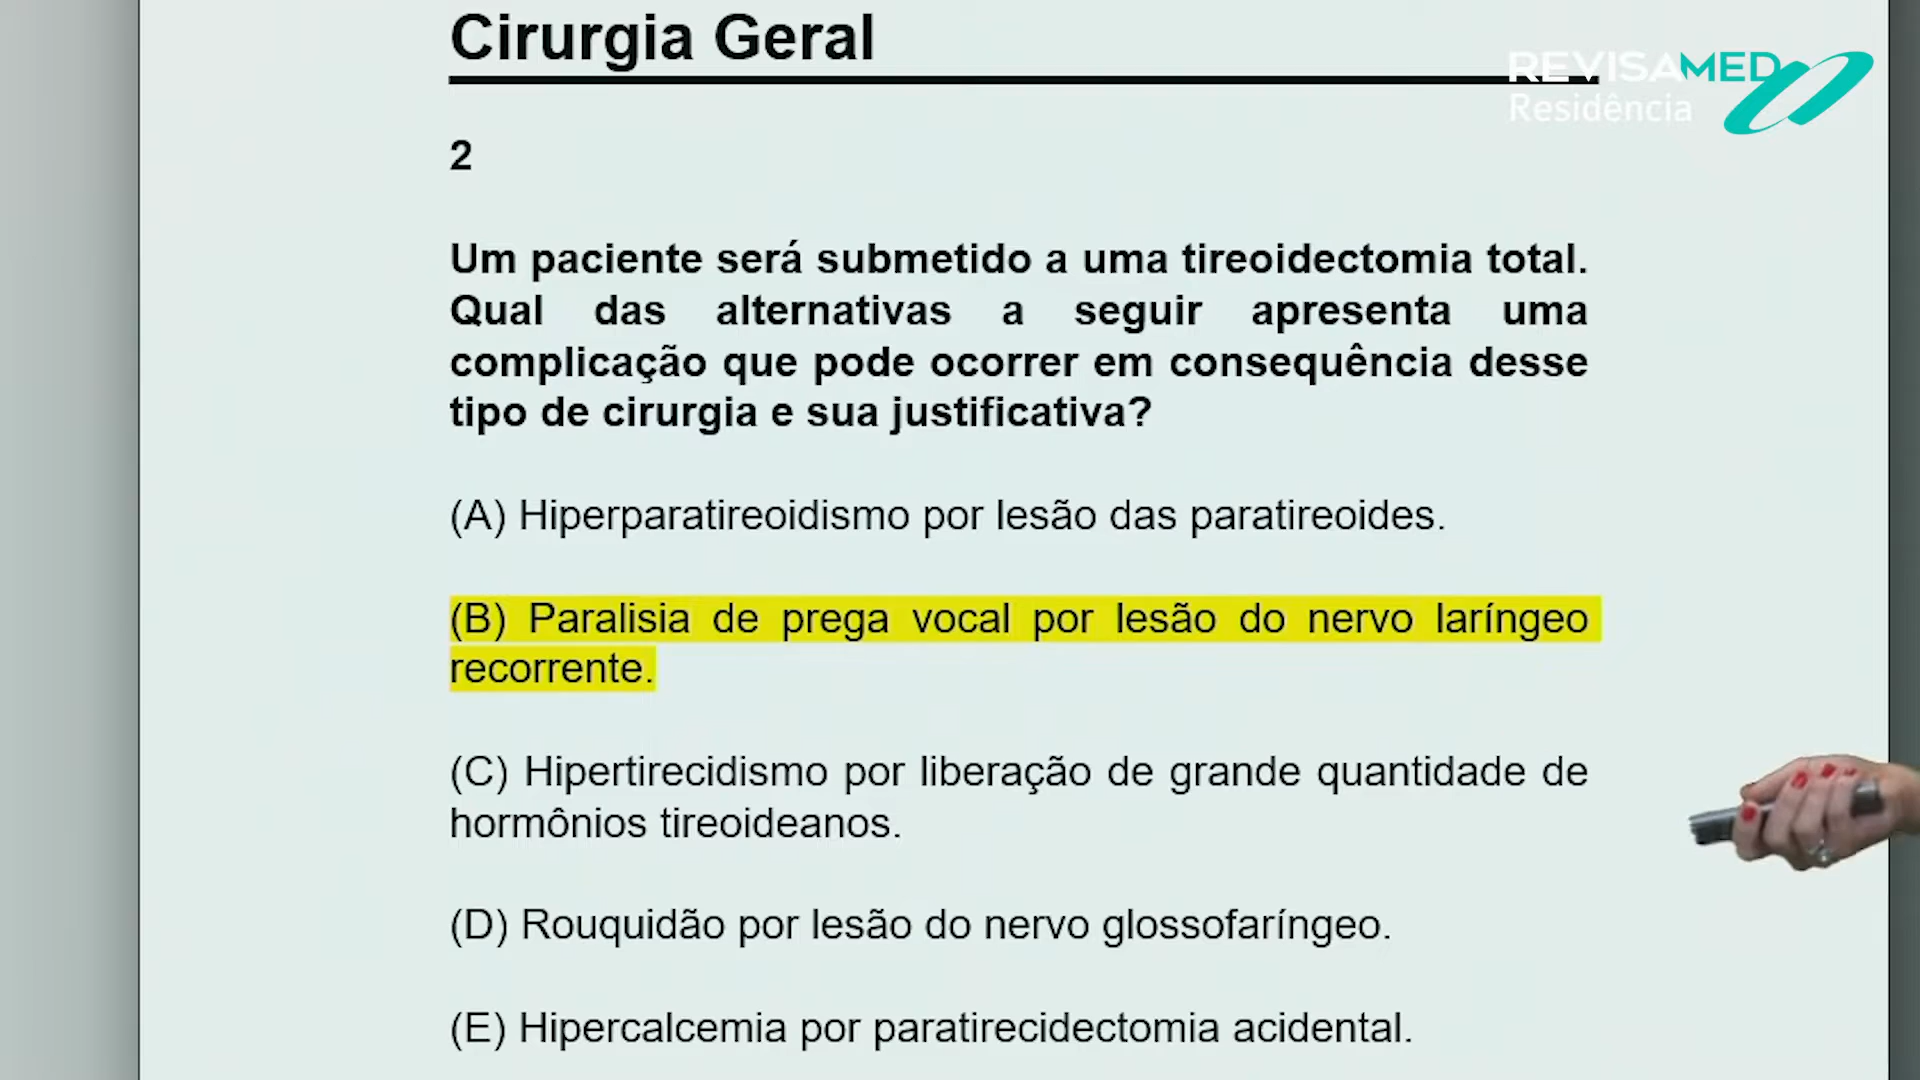 Cirurgia Geral
REVISAMED
Residência
2
Um paciente será submetido a uma tireoidectomia total.
Qual das alternativas a seguir apresenta uma
complicação que pode ocorrer em consequência desse
tipo de cirurgia e sua justificativa?
(A) Hiperparatireoidismo por lesão das paratireoides.
(B) Paralisia de prega vocal por lesão do nervo laríngeo
recorrente.
(C) Hipertirecidismo por liberação de grande quantidade de
hormônios tireoideanos.
(D) Rouquidão por lesão do nervo glossofaríngeo.
(E) Hipercalcemia por paratirecidectomia acidental.